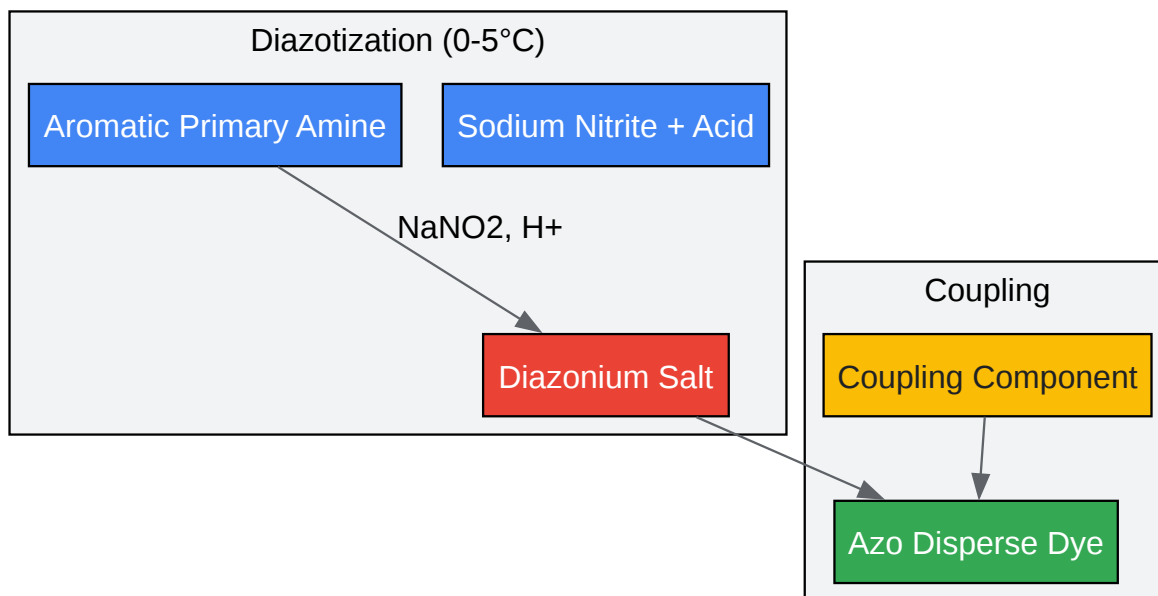 Diazotization (0-5°C)
Aromatic Primary Amine
Sodium Nitrite + Acid
NaNO2, H+
Diazonium Salt
Coupling
Coupling Component
Azo Disperse Dye